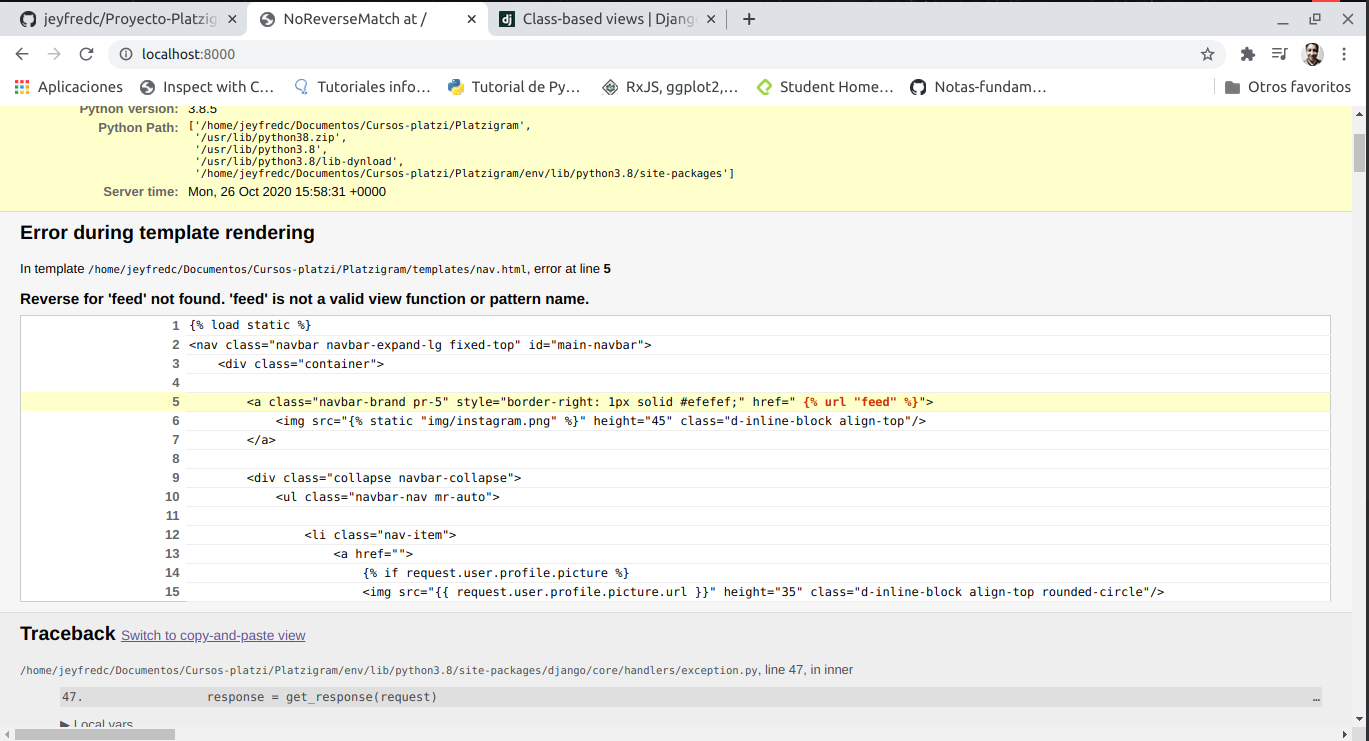 jeyfredc/Proyecto-Platzig
NoReverseMatch at /
Class-based views | Djang
localhost:8000
Aplicaciones
Inspect with C…
Tutoriales info…
Tutorial de Py…
RxJS, ggplot2,…
Student Home…
Notas-fundam…
Otros favoritos
Python Version: 3.8.5
Python Path: ['/home/jeyfredc/Documentos/Cursos-platzi/Platzigram',
'/usr/lib/python38.zip',
'/usr/lib/python3.8',
'/usr/lib/python3.8/lib-dynload',
'/home/jeyfredc/Documentos/Cursos-platzi/Platzigram/env/lib/python3.8/site-packages']
Server time: Mon, 26 Oct 2020 15:58:31 +0000
Error during template rendering
In template /home/jeyfredc/Documentos/Cursos-platzi/Platzigram/templates/nav.html, error at line 5
Reverse for 'feed' not found. 'feed' is not a valid view function or pattern name.
1 {% load static %}
2 <nav class="navbar navbar-expand-lg fixed-top" id="main-navbar">
3 <div class="container">
4
5 <a class="navbar-brand pr-5" style="border-right: 1px solid #efefef;" href=" {% url "feed" %}">
6 <img src="{% static "img/instagram.png" %}" height="45" class="d-inline-block align-top"/>
7 </a>
8
9 <div class="collapse navbar-collapse">
10 <ul class="navbar-nav mr-auto">
11
12 <li class="nav-item">
13 <a href="">
14 {% if request.user.profile.picture %}
15 <img src="{{ request.user.profile.picture.url }}" height="35" class="d-inline-block align-top rounded-circle"/>
Traceback Switch to copy-and-paste view
/home/jeyfredc/Documentos/Cursos-platzi/Platzigram/env/lib/python3.8/site-packages/django/core/handlers/exception.py, line 47, in inner
47. response = get_response(request) …
▶ Local vars